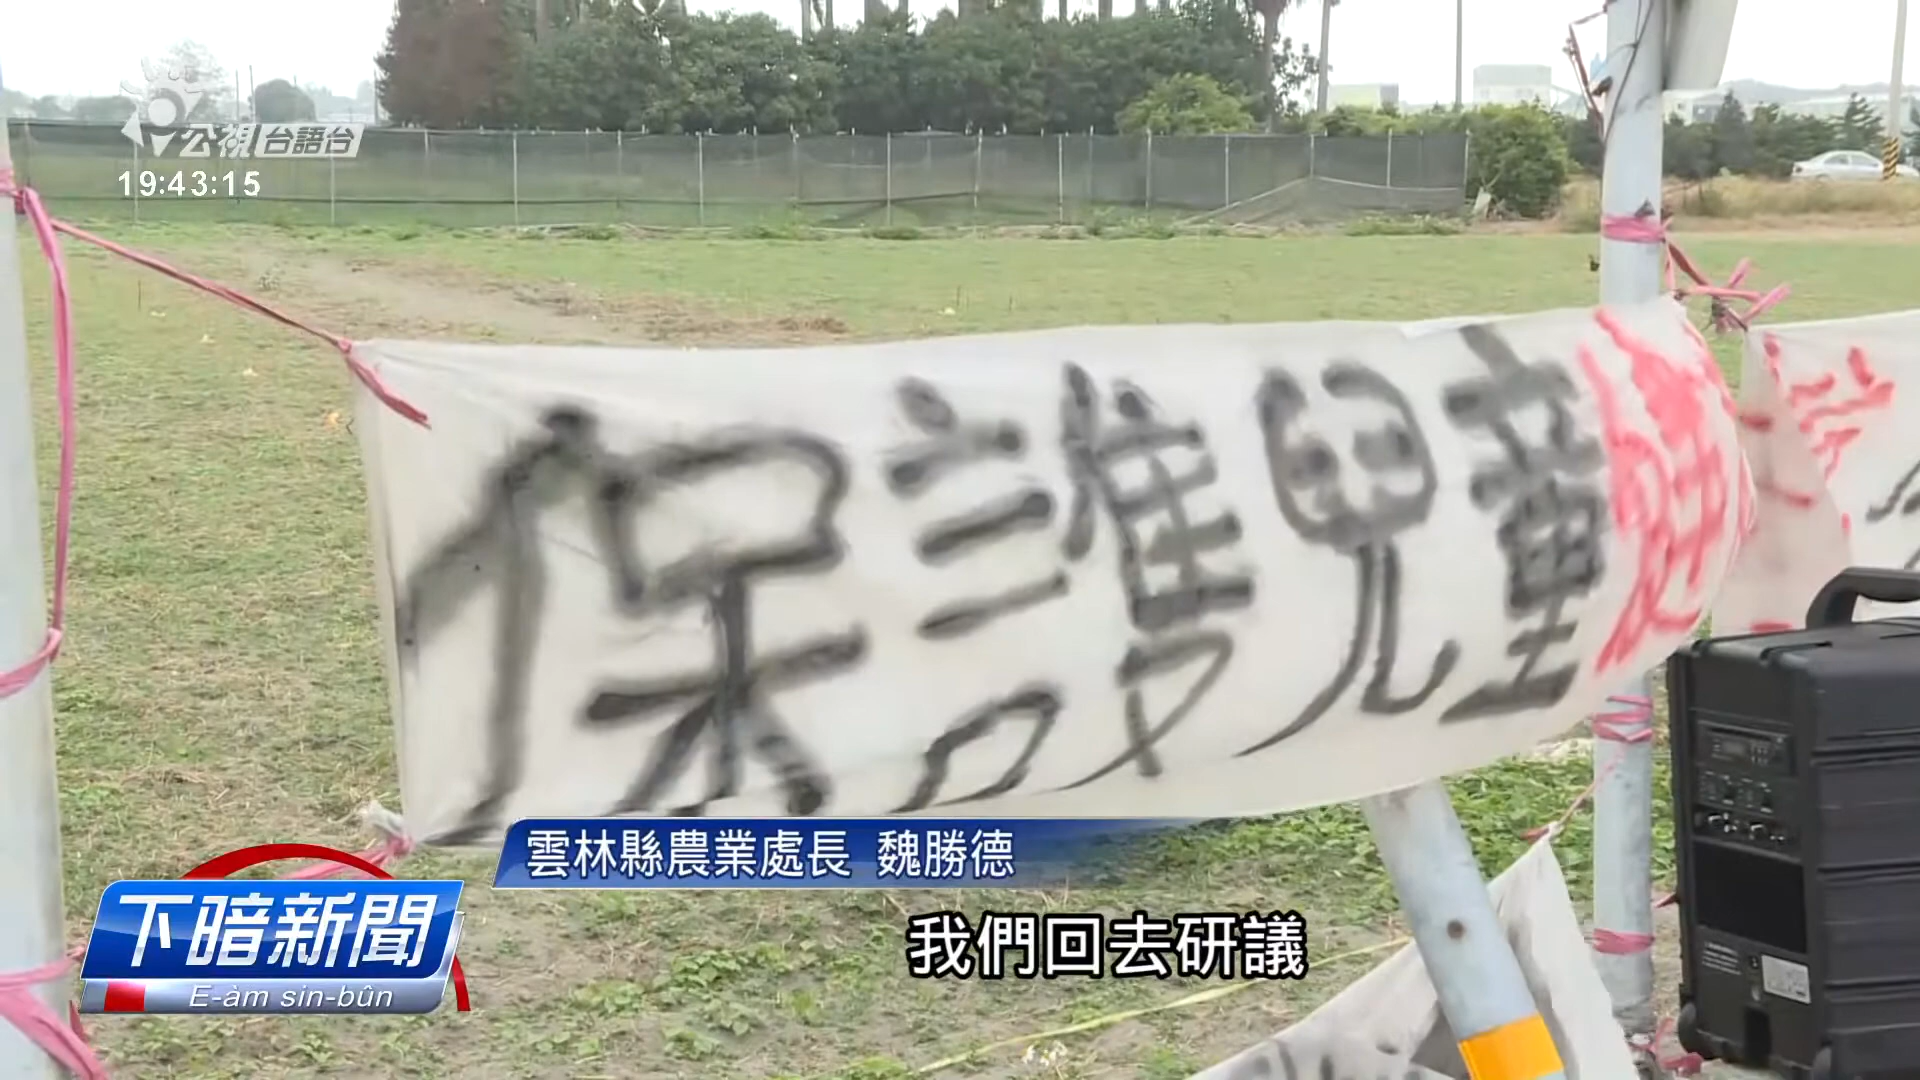 公視台語台
19:43:15
保護兒童
雲林縣農業處長 魏勝德
我們回去研議
下暗新聞
E-àm sin-bûn